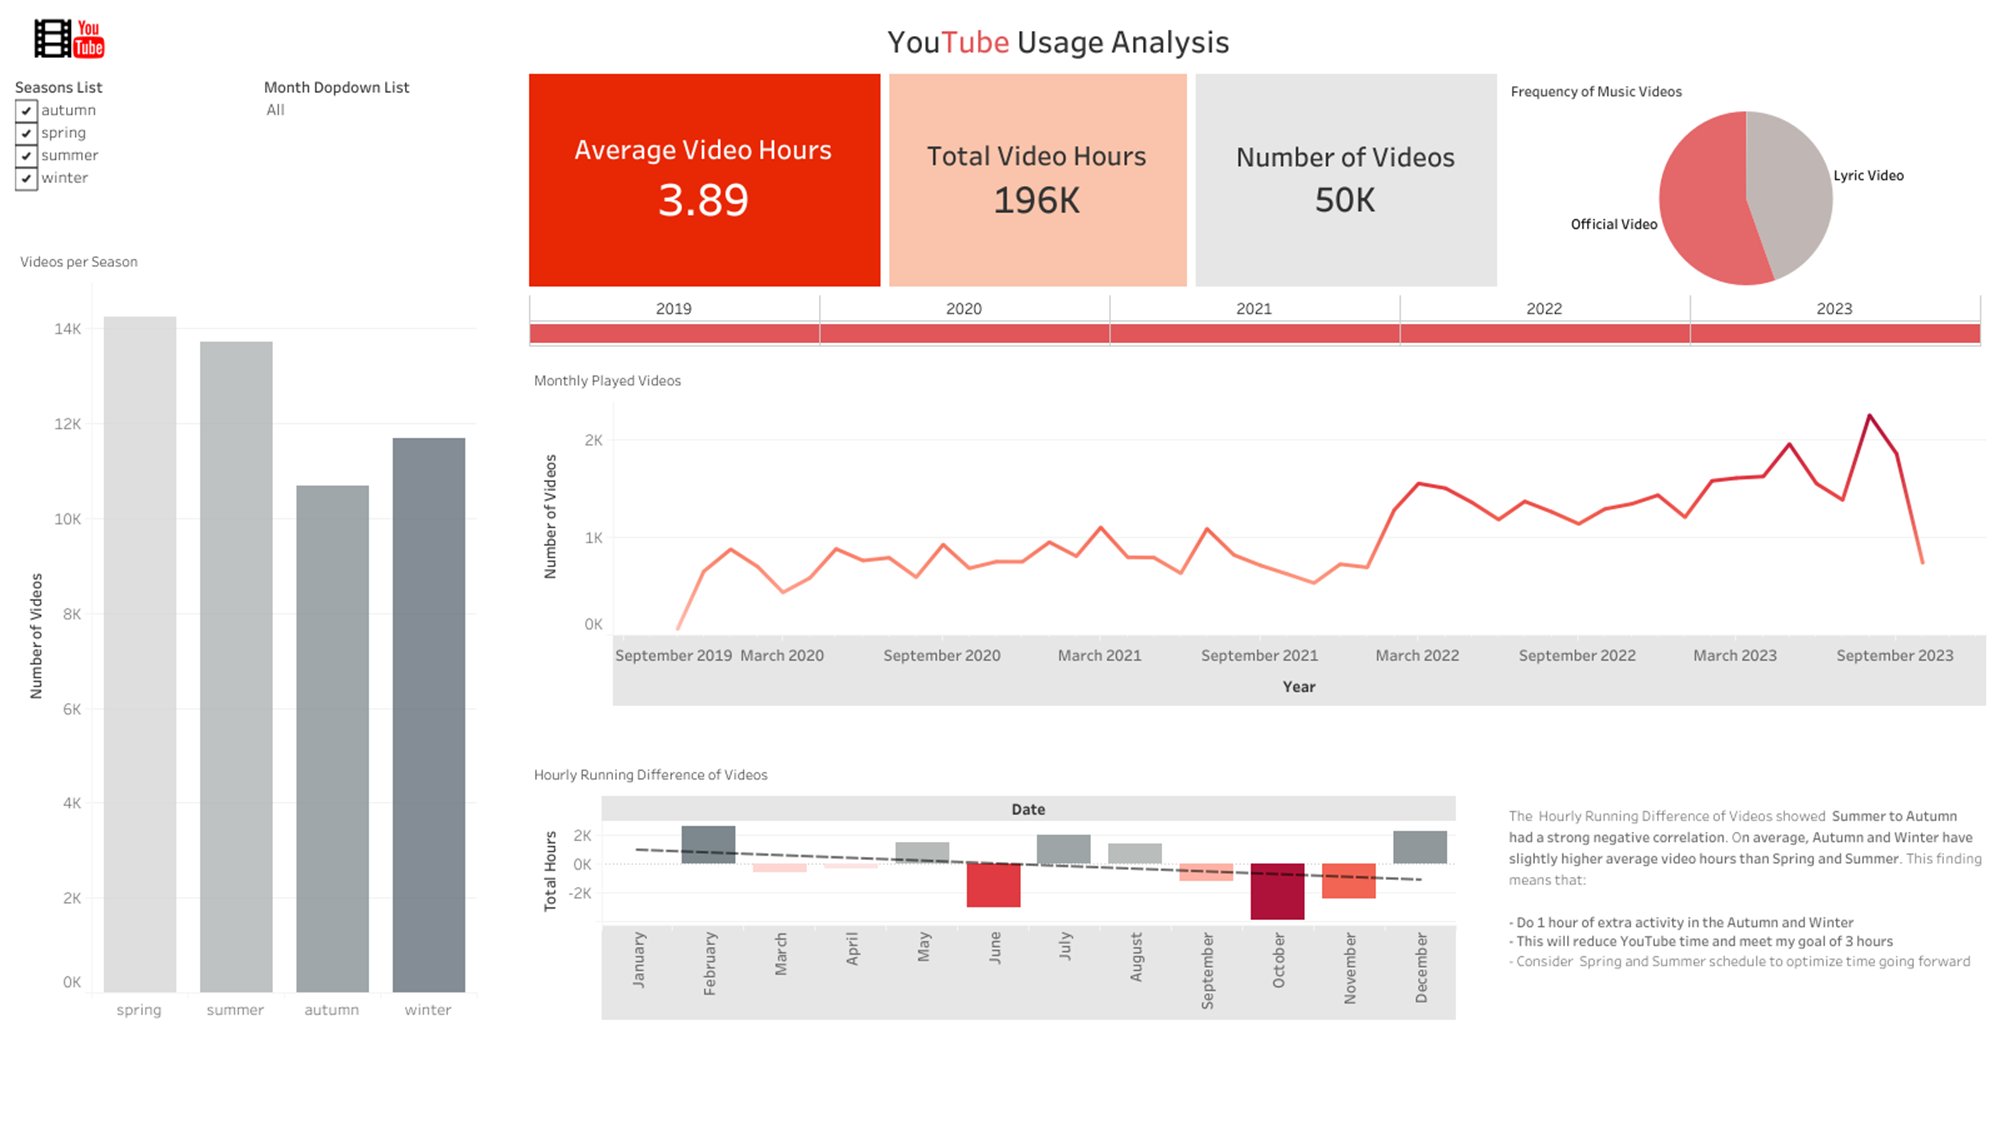 You
Tube
YouTube Usage Analysis
Seasons List
autumn
spring
summer
winter
Month Dopdown List
All
Average Video Hours
3.89
Total Video Hours
196K
Number of Videos
50K
Frequency of Music Videos
Lyric Video
Official Video
2019 2020 2021 2022 2023
Videos per Season
Number of Videos
14K
12K
10K
8K
6K
4K
2K
0K
spring summer autumn winter
Monthly Played Videos
Number of Videos
2K
1K
0K
September 2019 March 2020 September 2020 March 2021 September 2021 March 2022 September 2022 March 2023 September 2023
Year
Hourly Running Difference of Videos
Date
Total Hours
2K
0K
-2K
January February March April May June July August September October November December
The Hourly Running Difference of Videos showed Summer to Autumn
had a strong negative correlation. On average, Autumn and Winter have
slightly higher average video hours than Spring and Summer. This finding
means that:
- Do 1 hour of extra activity in the Autumn and Winter
- This will reduce YouTube time and meet my goal of 3 hours
- Consider Spring and Summer schedule to optimize time going forward